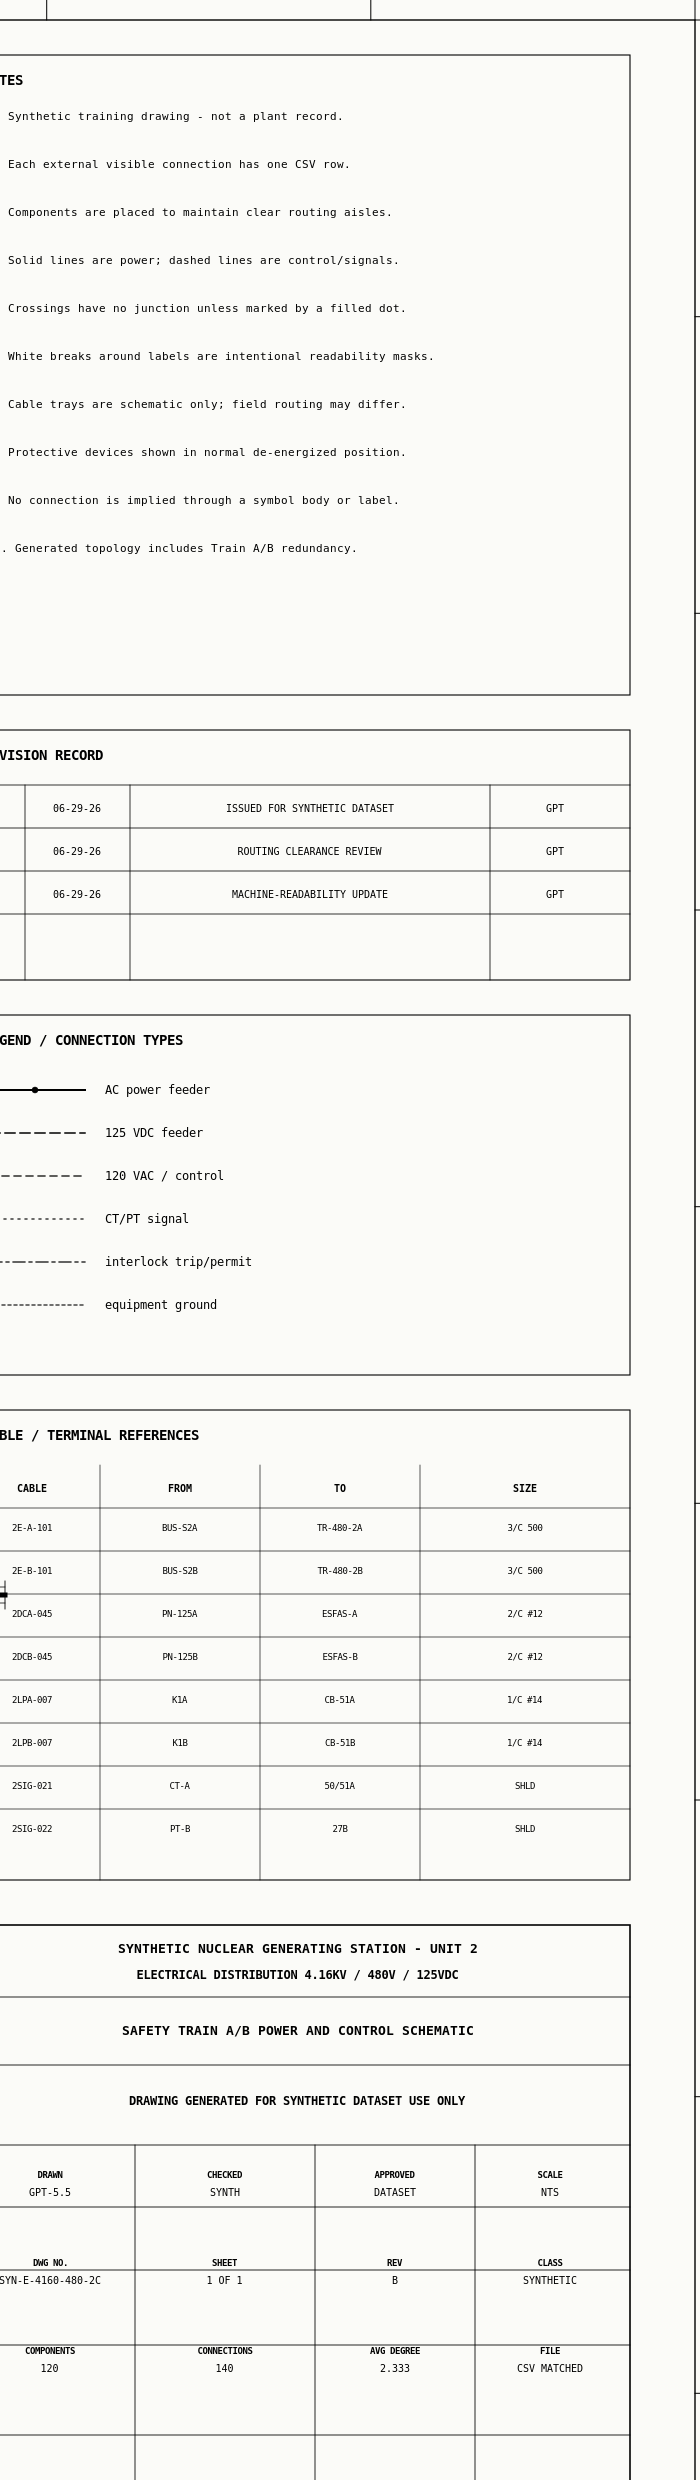 TES
Synthetic training drawing - not a plant record.
Each external visible connection has one CSV row.
Components are placed to maintain clear routing aisles.
Solid lines are power; dashed lines are control/signals.
Crossings have no junction unless marked by a filled dot.
White breaks around labels are intentional readability masks.
Cable trays are schematic only; field routing may differ.
Protective devices shown in normal de-energized position.
No connection is implied through a symbol body or label.
. Generated topology includes Train A/B redundancy.
VISION RECORD
06-29-26 ISSUED FOR SYNTHETIC DATASET GPT
06-29-26 ROUTING CLEARANCE REVIEW GPT
06-29-26 MACHINE-READABILITY UPDATE GPT
GEND / CONNECTION TYPES
AC power feeder
125 VDC feeder
120 VAC / control
CT/PT signal
interlock trip/permit
equipment ground
BLE / TERMINAL REFERENCES
CABLE FROM TO SIZE
2E-A-101 BUS-S2A TR-480-2A 3/C 500
2E-B-101 BUS-S2B TR-480-2B 3/C 500
2DCA-045 PN-125A ESFAS-A 2/C #12
2DCB-045 PN-125B ESFAS-B 2/C #12
2LPA-007 K1A CB-51A 1/C #14
2LPB-007 K1B CB-51B 1/C #14
2SIG-021 CT-A 50/51A SHLD
2SIG-022 PT-B 27B SHLD
SYNTHETIC NUCLEAR GENERATING STATION - UNIT 2
ELECTRICAL DISTRIBUTION 4.16KV / 480V / 125VDC
SAFETY TRAIN A/B POWER AND CONTROL SCHEMATIC
DRAWING GENERATED FOR SYNTHETIC DATASET USE ONLY
DRAWN CHECKED APPROVED SCALE
GPT-5.5 SYNTH DATASET NTS
DWG NO. SHEET REV CLASS
SYN-E-4160-480-2C 1 OF 1 B SYNTHETIC
COMPONENTS CONNECTIONS AVG DEGREE FILE
120 140 2.333 CSV MATCHED